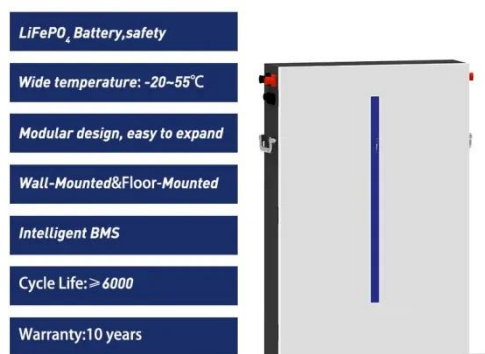 LiFePO₄ Battery,safety
Wide temperature: -20~55℃
Modular design, easy to expand
Wall-Mounted&Floor-Mounted
Intelligent BMS
Cycle Life:≥6000
Warranty:10 years